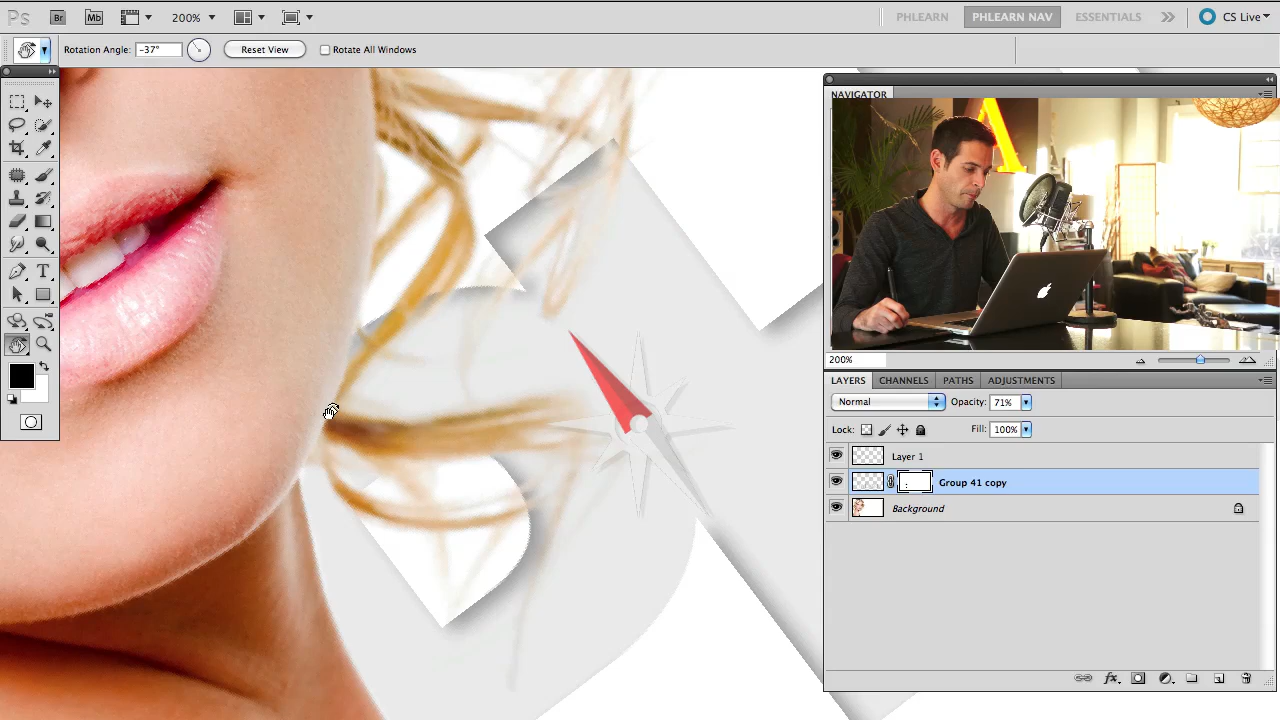 Ps Br Mb 200% PHLEARN PHLEARN NAV ESSENTIALS CS Live
Rotation Angle: -37° Reset View Rotate All Windows
NAVIGATOR
A
200%
LAYERS CHANNELS PATHS ADJUSTMENTS
Normal Opacity: 71%
Lock: Fill: 100%
Layer 1
Group 41 copy
Background
T
fx